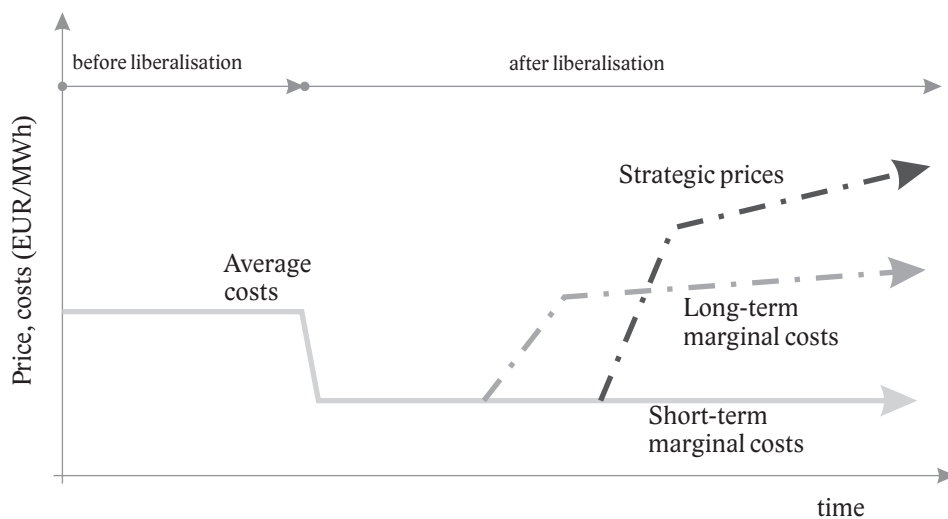 before liberalisation
after liberalisation
Price, costs (EUR/MWh)
Strategic prices
Average
costs
Long-term
marginal costs
Short-term
marginal costs
time